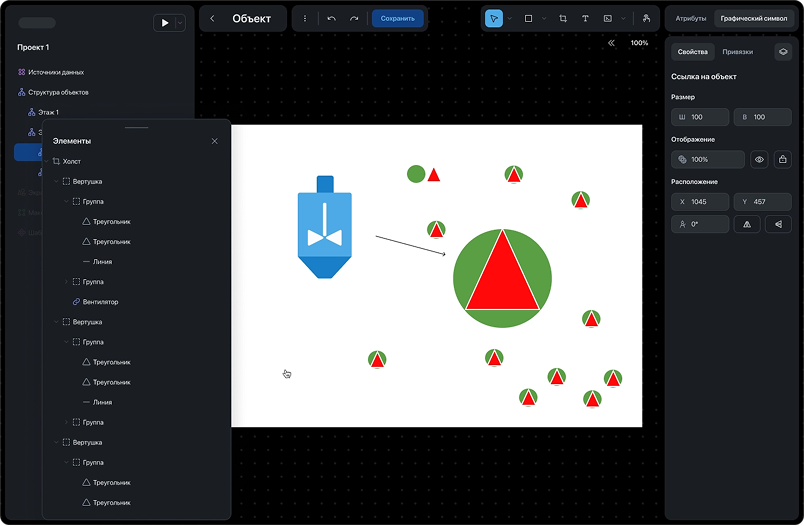 Объект
Сохранить
Атрибуты
Графический символ
100%
Проект 1
Источники данных
Структура объектов
Этаж 1
Элементы
Холст
Вертушка
Группа
Треугольник
Треугольник
Линия
Группа
Вентилятор
Вертушка
Группа
Треугольник
Треугольник
Линия
Группа
Вертушка
Группа
Треугольник
Треугольник
Свойства
Привязки
Ссылка на объект
Размер
Ш 100
В 100
Отображение
100%
Расположение
X 1045
Y 457
0°